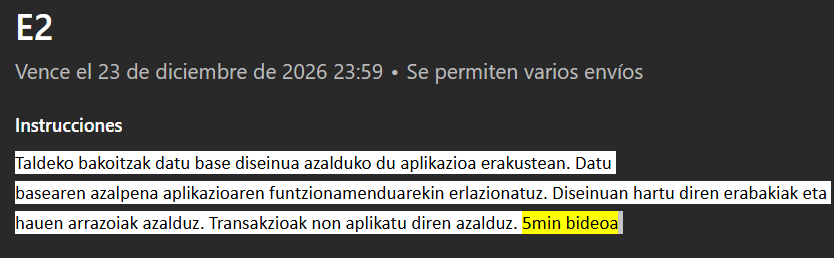 E2
Vence el 23 de diciembre de 2026 23:59 • Se permiten varios envíos
Instrucciones
Taldeko bakoitzak datu base diseinua azalduko du aplikazioa erakustean. Datu
basearen azalpena aplikazioaren funtzionamenduarekin erlazionatuz. Diseinuan hartu diren erabakiak eta
hauen arrazoiak azalduz. Transakzioak non aplikatu diren azalduz. 5min bideoa